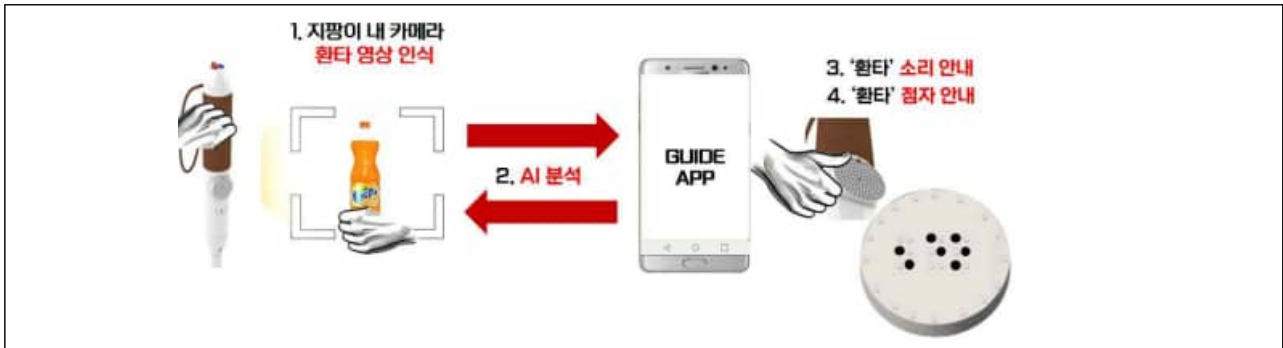 1. 지팡이 내 카메라
환타 영상 인식
2. AI 분석
GUIDE
APP
3. ‘환타’ 소리 안내
4. ‘환타’ 점자 안내